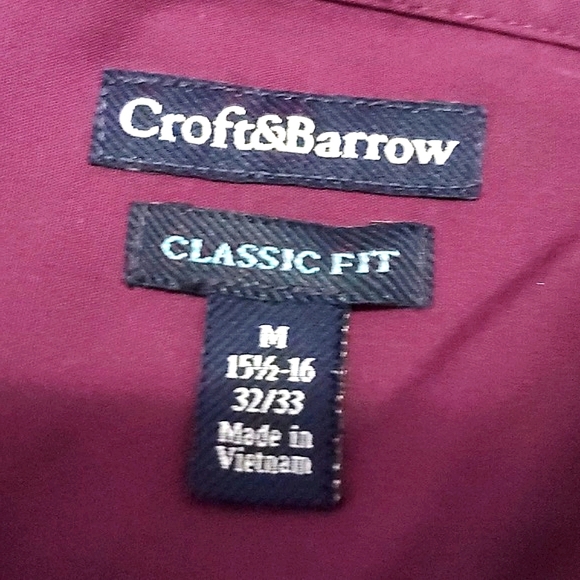 Croft&Barrow
CLASSIC FIT
M
15½-16
32/33
Made in
Vietnam